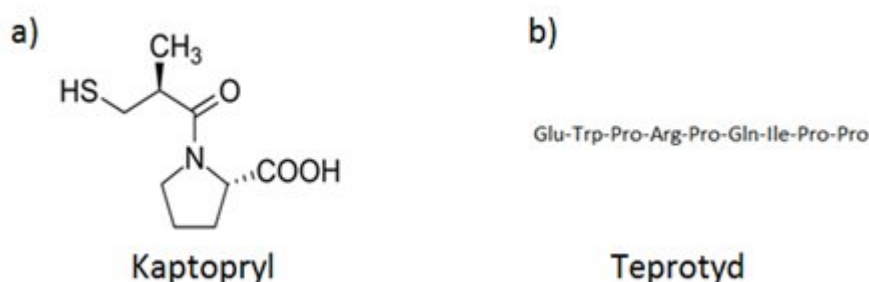 a)
CH3
HS
O
N
COOH
Kaptopryl
b)
Glu-Trp-Pro-Arg-Pro-Gln-Ile-Pro-Pro
Teprotyd